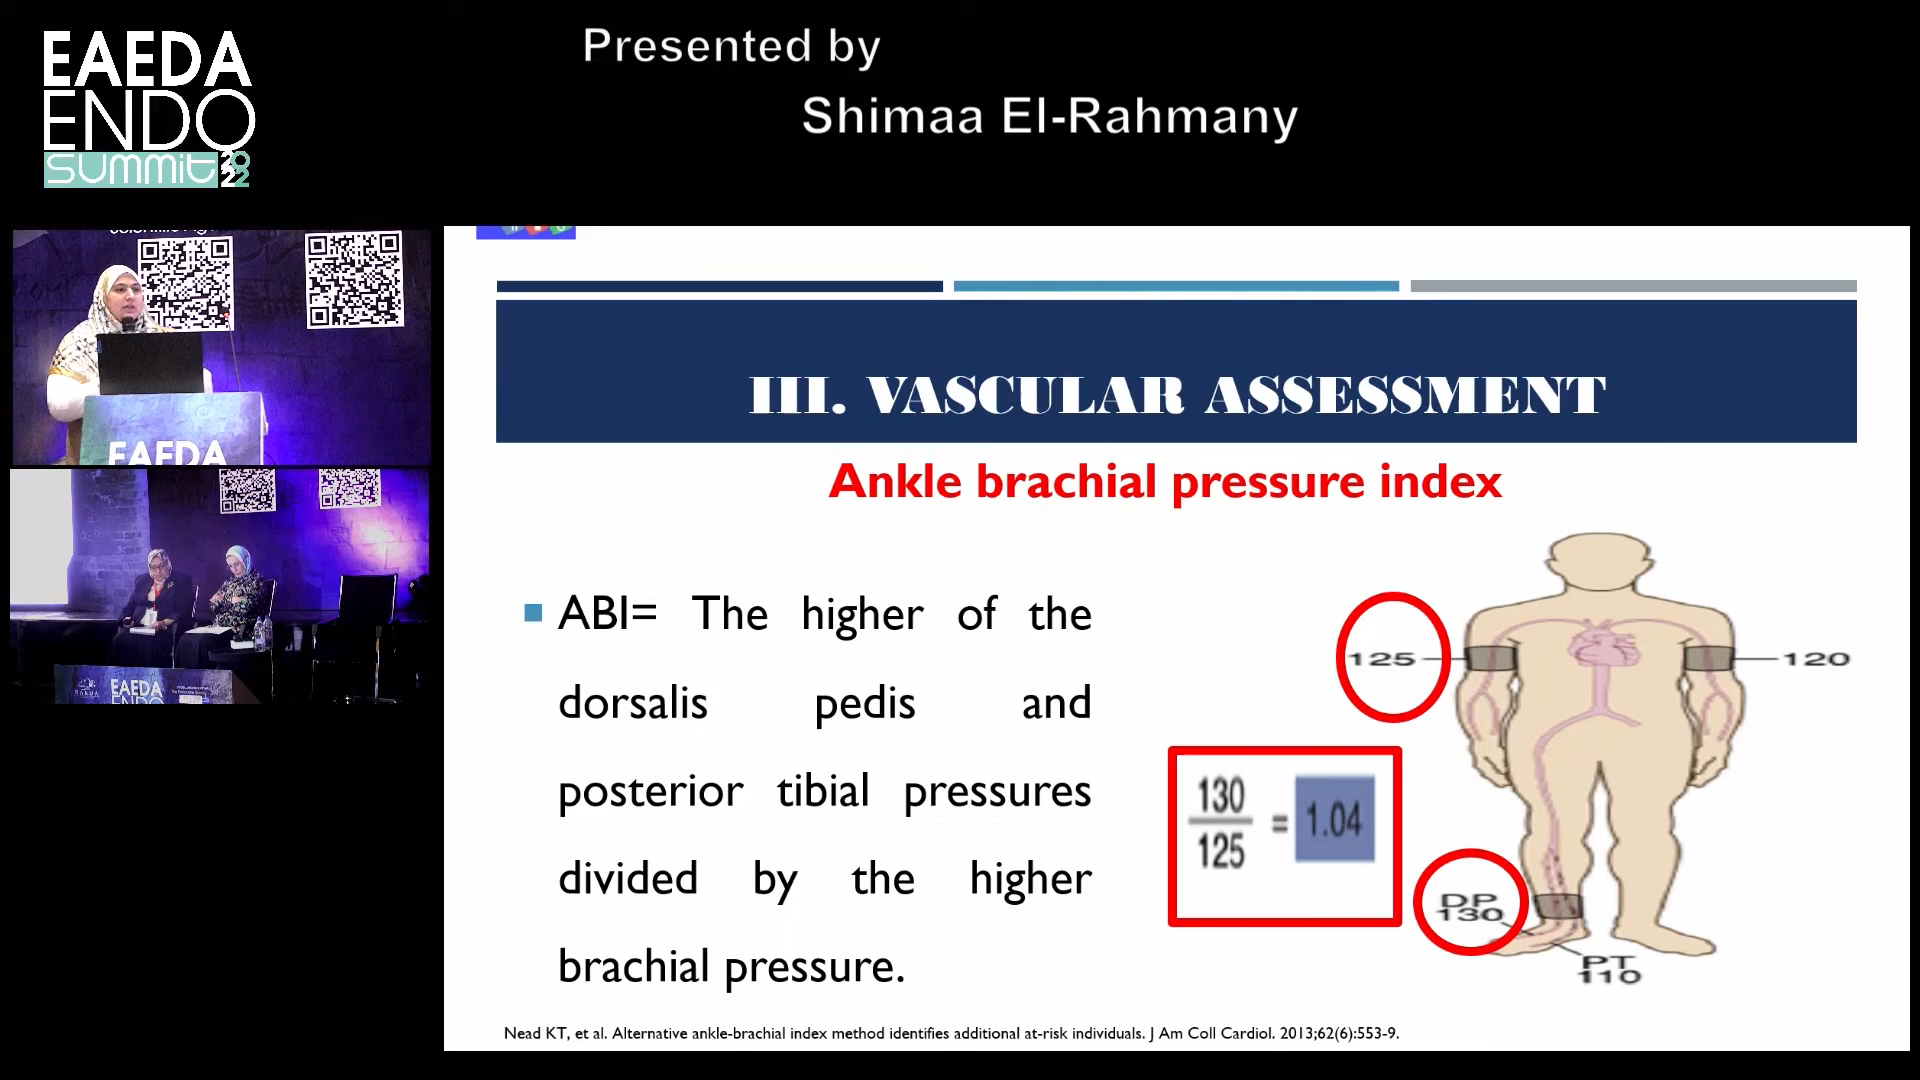 EAEDA
ENDO
Summit 2022
Presented by
Shimaa El-Rahmany
EAEDA
EAEDA
ENDO
III. VASCULAR ASSESSMENT
Ankle brachial pressure index
ABI= The higher of the
dorsalis pedis and
posterior tibial pressures
divided by the higher
brachial pressure.
125
120
130
125
= 1.04
DP
130
PT
110
Nead KT, et al. Alternative ankle-brachial index method identifies additional at-risk individuals. J Am Coll Cardiol. 2013;62(6):553-9.